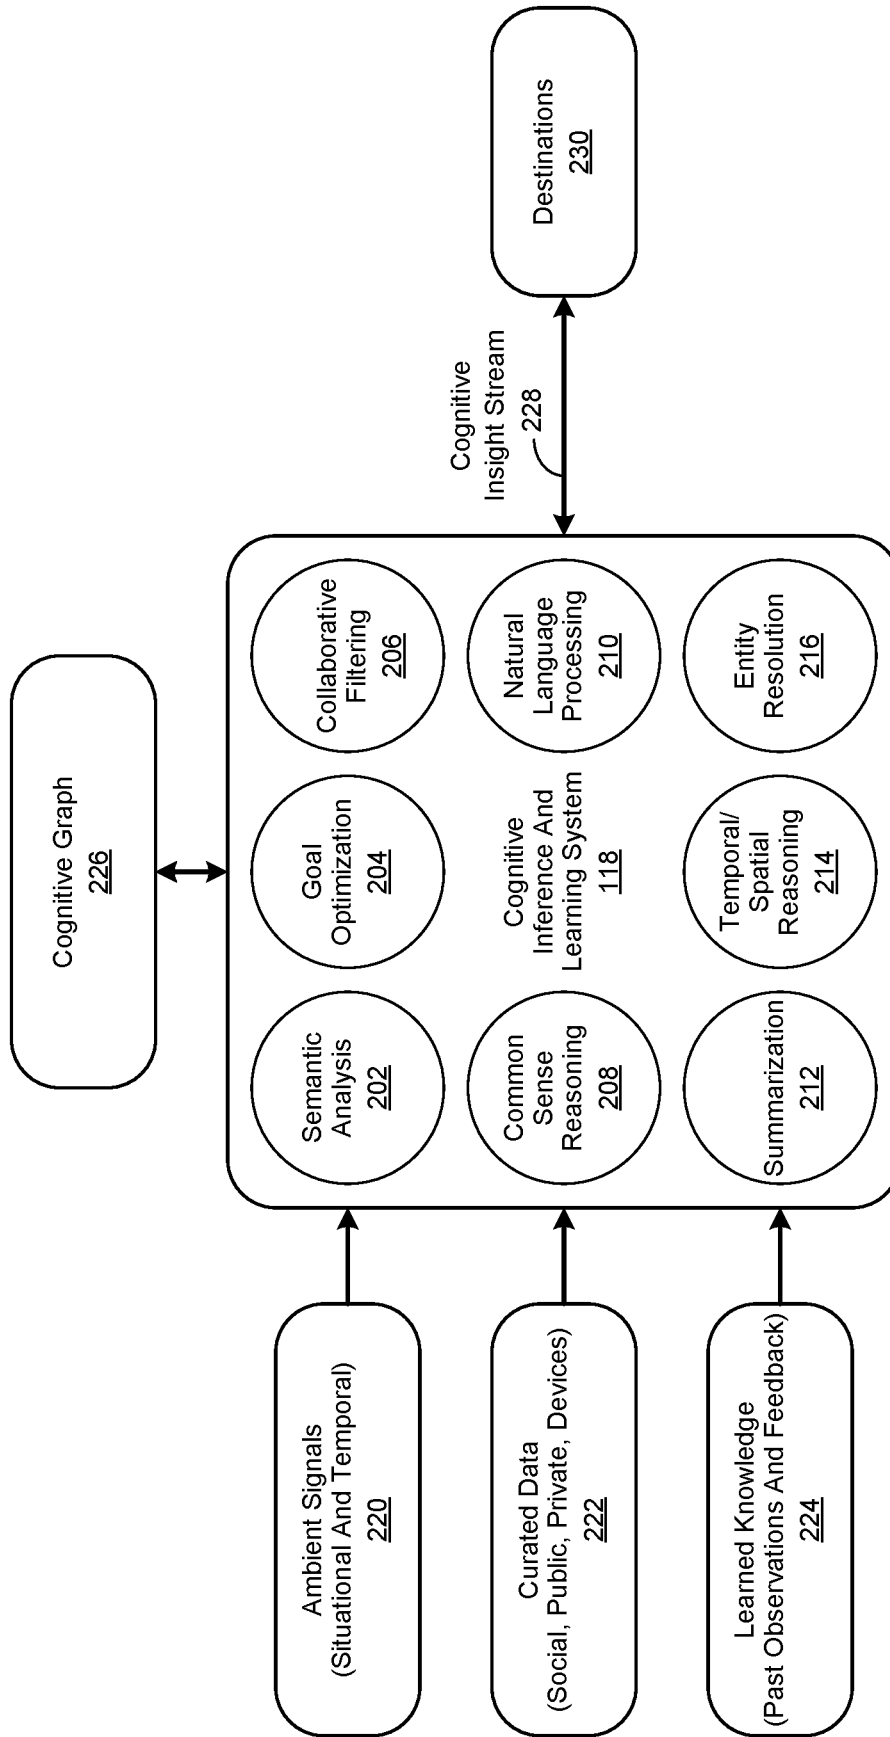 Cognitive Graph
226
Ambient Signals
(Situational And Temporal)
220
Curated Data
(Social, Public, Private, Devices)
222
Learned Knowledge
(Past Observations And Feedback)
224
Semantic
Analysis
202
Goal
Optimization
204
Collaborative
Filtering
206
Common
Sense
Reasoning
208
Cognitive
Inference And
Learning System
118
Natural
Language
Processing
210
Summarization
212
Temporal/
Spatial
Reasoning
214
Entity
Resolution
216
Cognitive
Insight Stream
228
Destinations
230